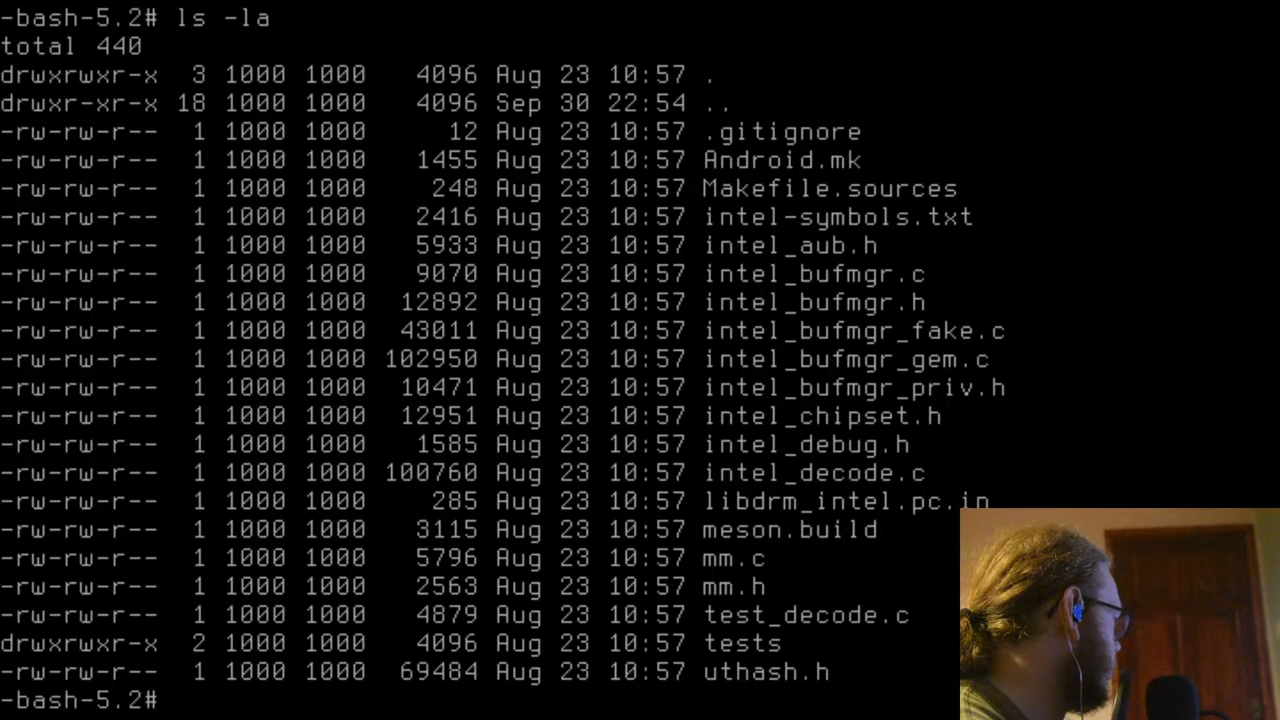 -bash-5.2# ls -la
total 440
drwxrwxr-x  3 1000 1000   4096 Aug 23 10:57 .
drwxr-xr-x 18 1000 1000   4096 Sep 30 22:54 ..
-rw-rw-r--  1 1000 1000     12 Aug 23 10:57 .gitignore
-rw-rw-r--  1 1000 1000   1455 Aug 23 10:57 Android.mk
-rw-rw-r--  1 1000 1000    248 Aug 23 10:57 Makefile.sources
-rw-rw-r--  1 1000 1000   2416 Aug 23 10:57 intel-symbols.txt
-rw-rw-r--  1 1000 1000   5933 Aug 23 10:57 intel_aub.h
-rw-rw-r--  1 1000 1000   9070 Aug 23 10:57 intel_bufmgr.c
-rw-rw-r--  1 1000 1000  12892 Aug 23 10:57 intel_bufmgr.h
-rw-rw-r--  1 1000 1000  43011 Aug 23 10:57 intel_bufmgr_fake.c
-rw-rw-r--  1 1000 1000 102950 Aug 23 10:57 intel_bufmgr_gem.c
-rw-rw-r--  1 1000 1000  10471 Aug 23 10:57 intel_bufmgr_priv.h
-rw-rw-r--  1 1000 1000  12951 Aug 23 10:57 intel_chipset.h
-rw-rw-r--  1 1000 1000   1585 Aug 23 10:57 intel_debug.h
-rw-rw-r--  1 1000 1000 100760 Aug 23 10:57 intel_decode.c
-rw-rw-r--  1 1000 1000    285 Aug 23 10:57 libdrm_intel.pc.in
-rw-rw-r--  1 1000 1000   3115 Aug 23 10:57 meson.build
-rw-rw-r--  1 1000 1000   5796 Aug 23 10:57 mm.c
-rw-rw-r--  1 1000 1000   2563 Aug 23 10:57 mm.h
-rw-rw-r--  1 1000 1000   4879 Aug 23 10:57 test_decode.c
drwxrwxr-x  2 1000 1000   4096 Aug 23 10:57 tests
-rw-rw-r--  1 1000 1000  69484 Aug 23 10:57 uthash.h
-bash-5.2#